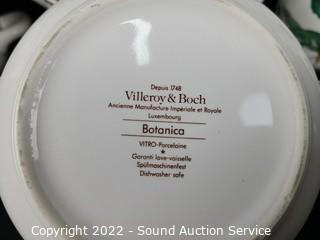 Depuis 1748
Villeroy & Boch
Ancienne Manufacture Impériale et Royale
Luxembourg
Botanica
VITRO-Porcelaine
★
Garanti lave-vaisselle
Spülmaschinenfest
Dishwasher safe
Copyright 2022 - Sound Auction Service